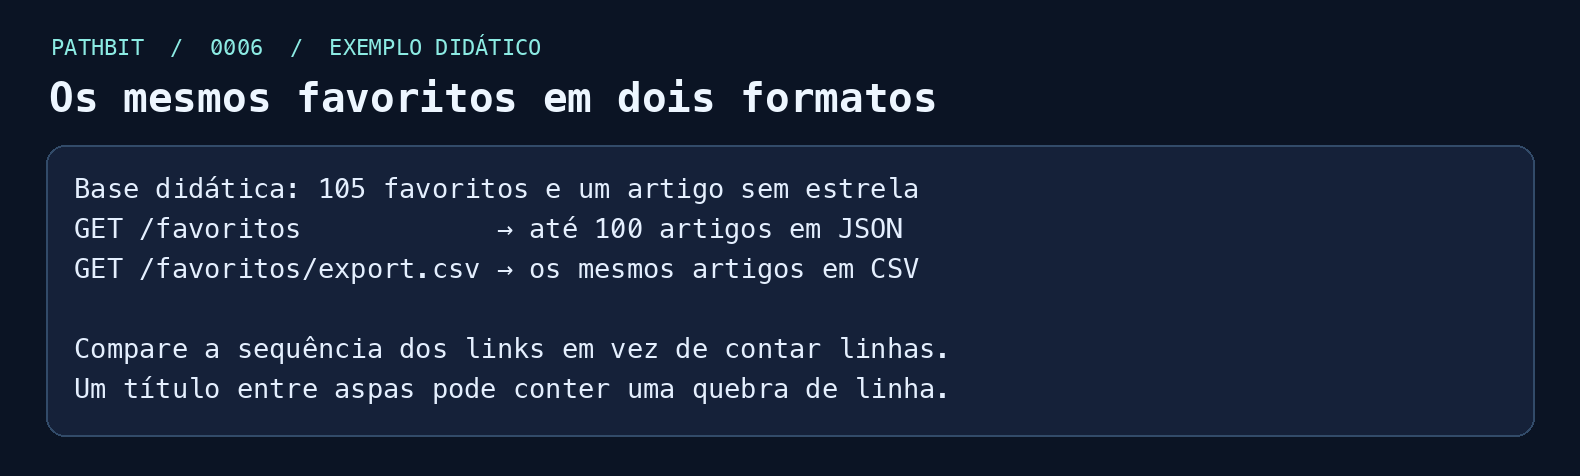 PATHBIT / 0006 / EXEMPLO DIDÁTICO
Os mesmos favoritos em dois formatos
Base didática: 105 favoritos e um artigo sem estrela
GET /favoritos → até 100 artigos em JSON
GET /favoritos/export.csv → os mesmos artigos em CSV
Compare a sequência dos links em vez de contar linhas.
Um título entre aspas pode conter uma quebra de linha.